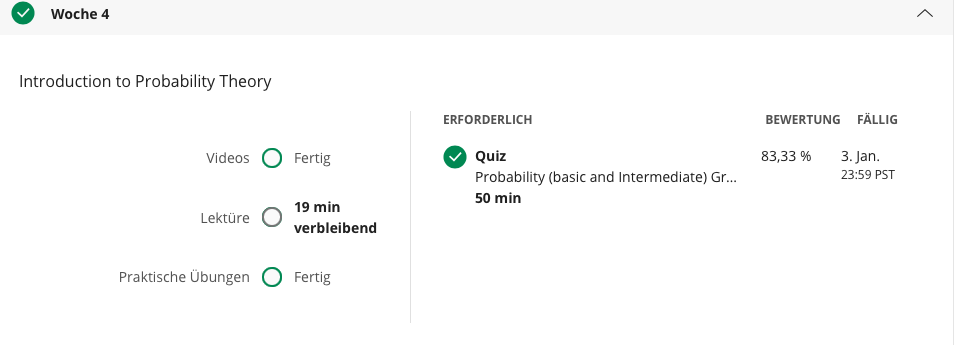 Woche 4
Introduction to Probability Theory
Videos Fertig
Lektüre 19 min
verbleibend
Praktische Übungen Fertig
ERFORDERLICH BEWERTUNG FÄLLIG
Quiz 83,33 % 3. Jan.
Probability (basic and Intermediate) Gr... 23:59 PST
50 min